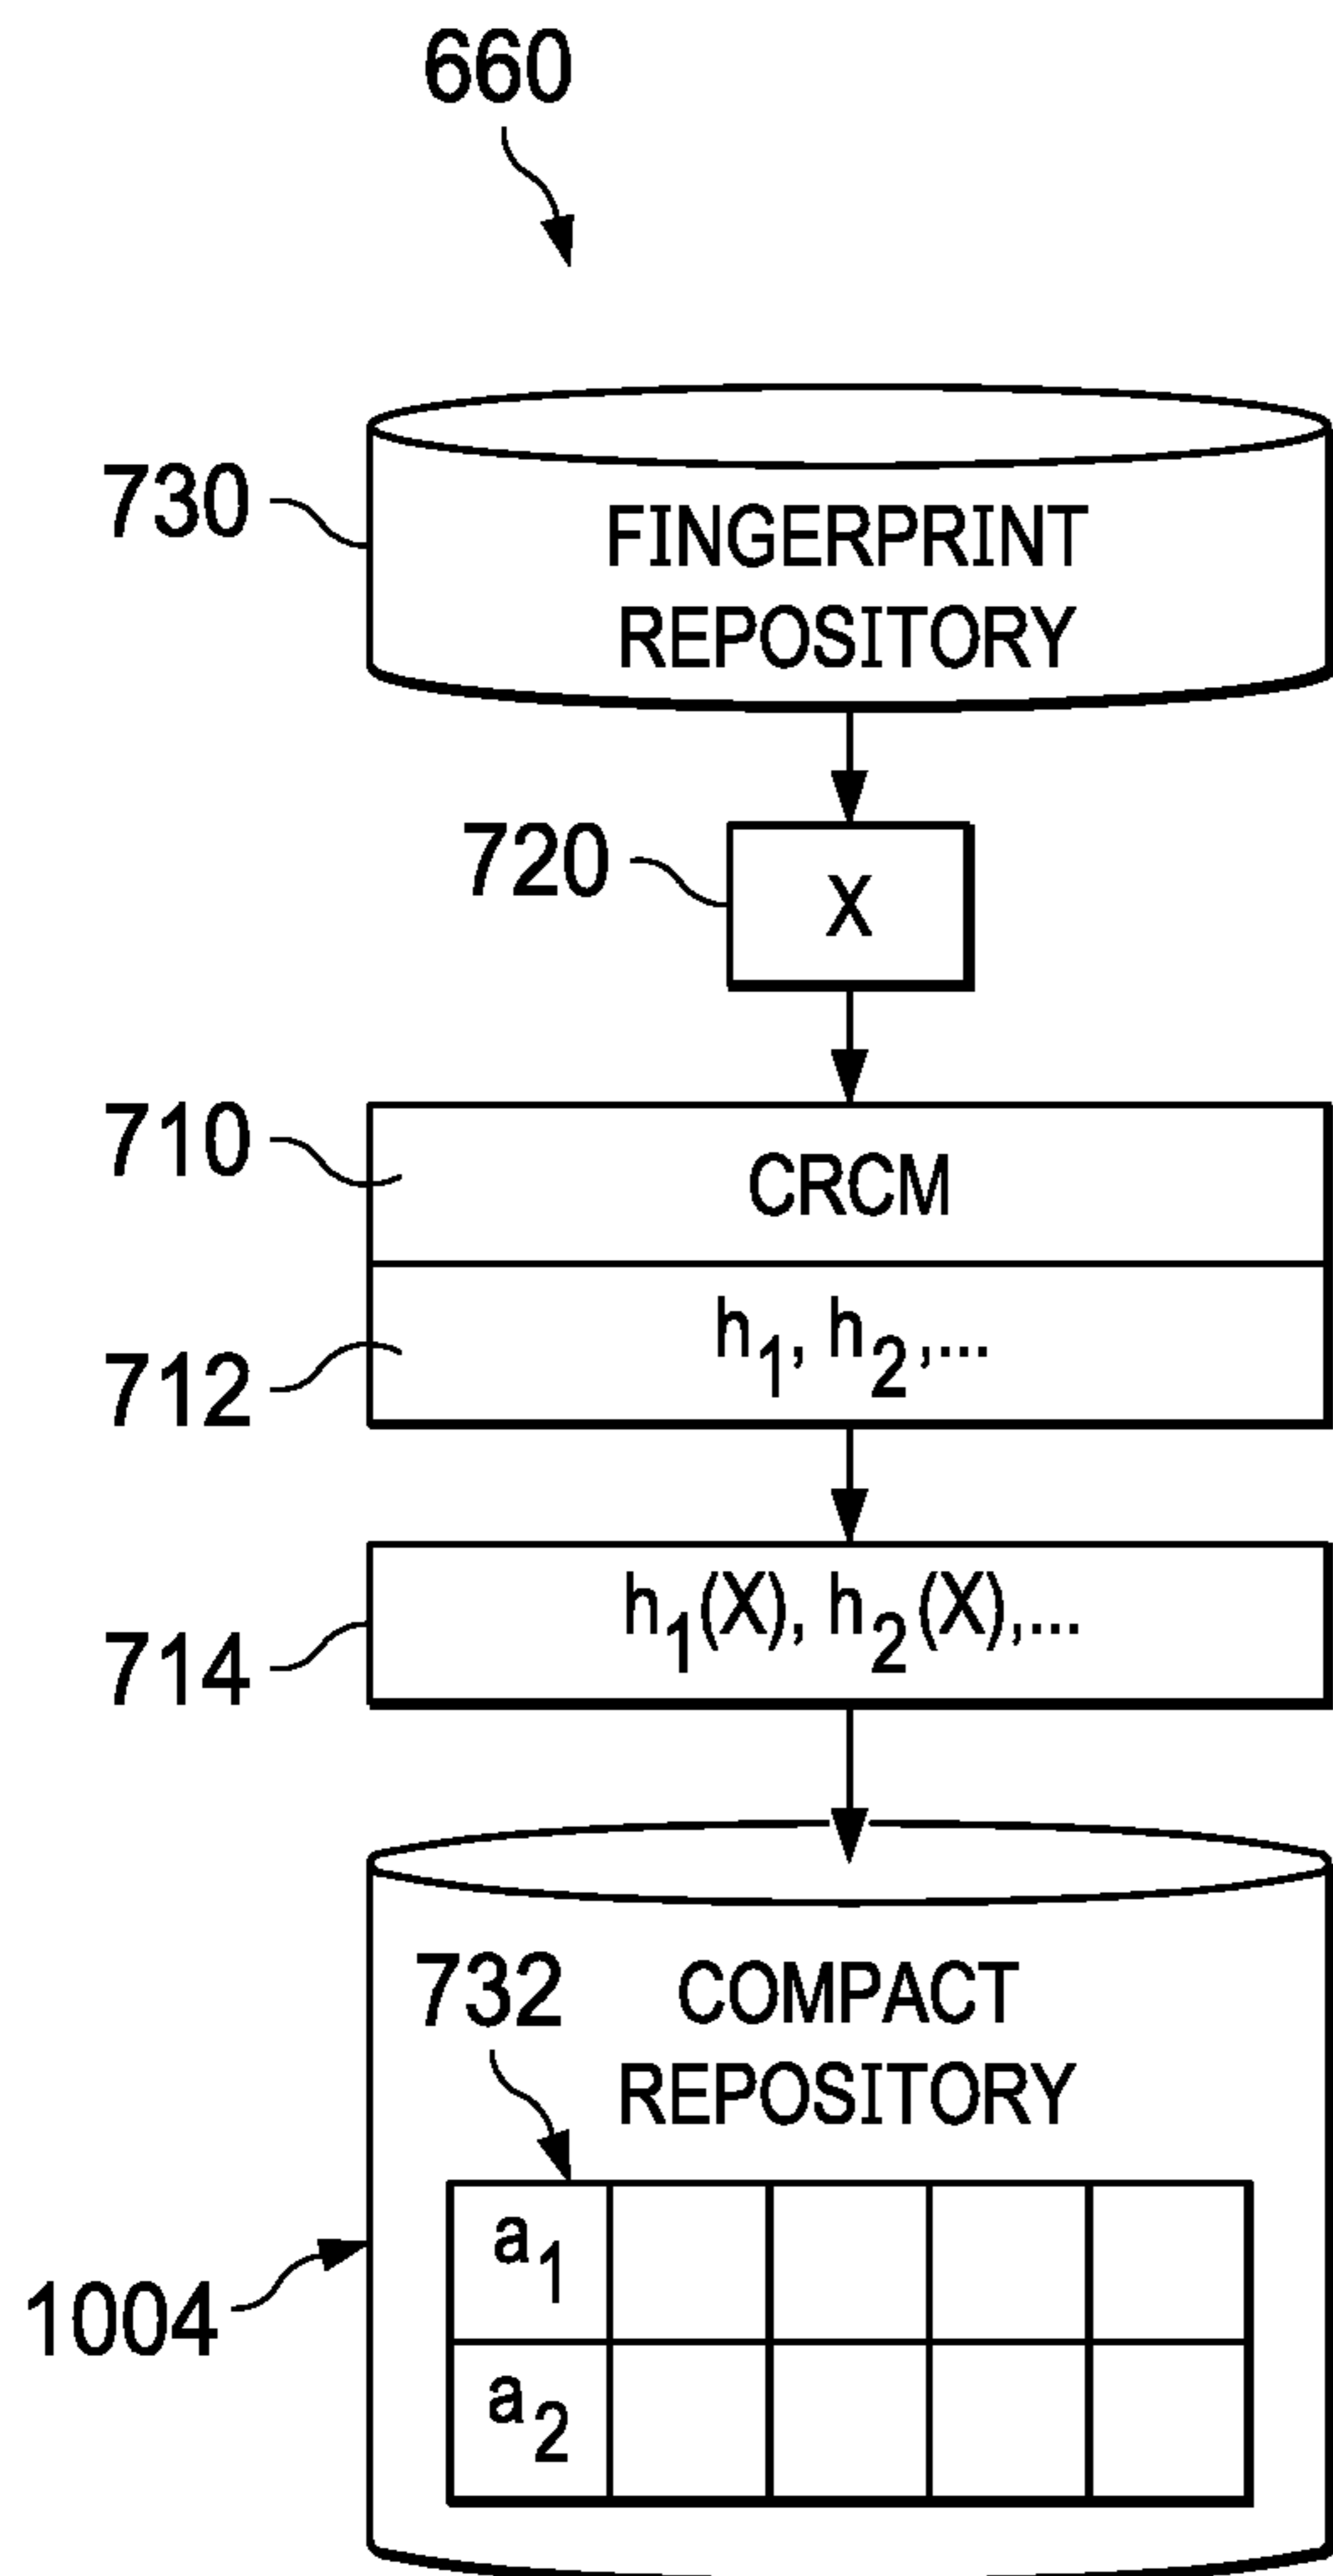 660
730
FINGERPRINT
REPOSITORY
720
X
710
CRCM
712
h1, h2,...
714
h1(X), h2(X),...
732
COMPACT
REPOSITORY
a1
1004
a2